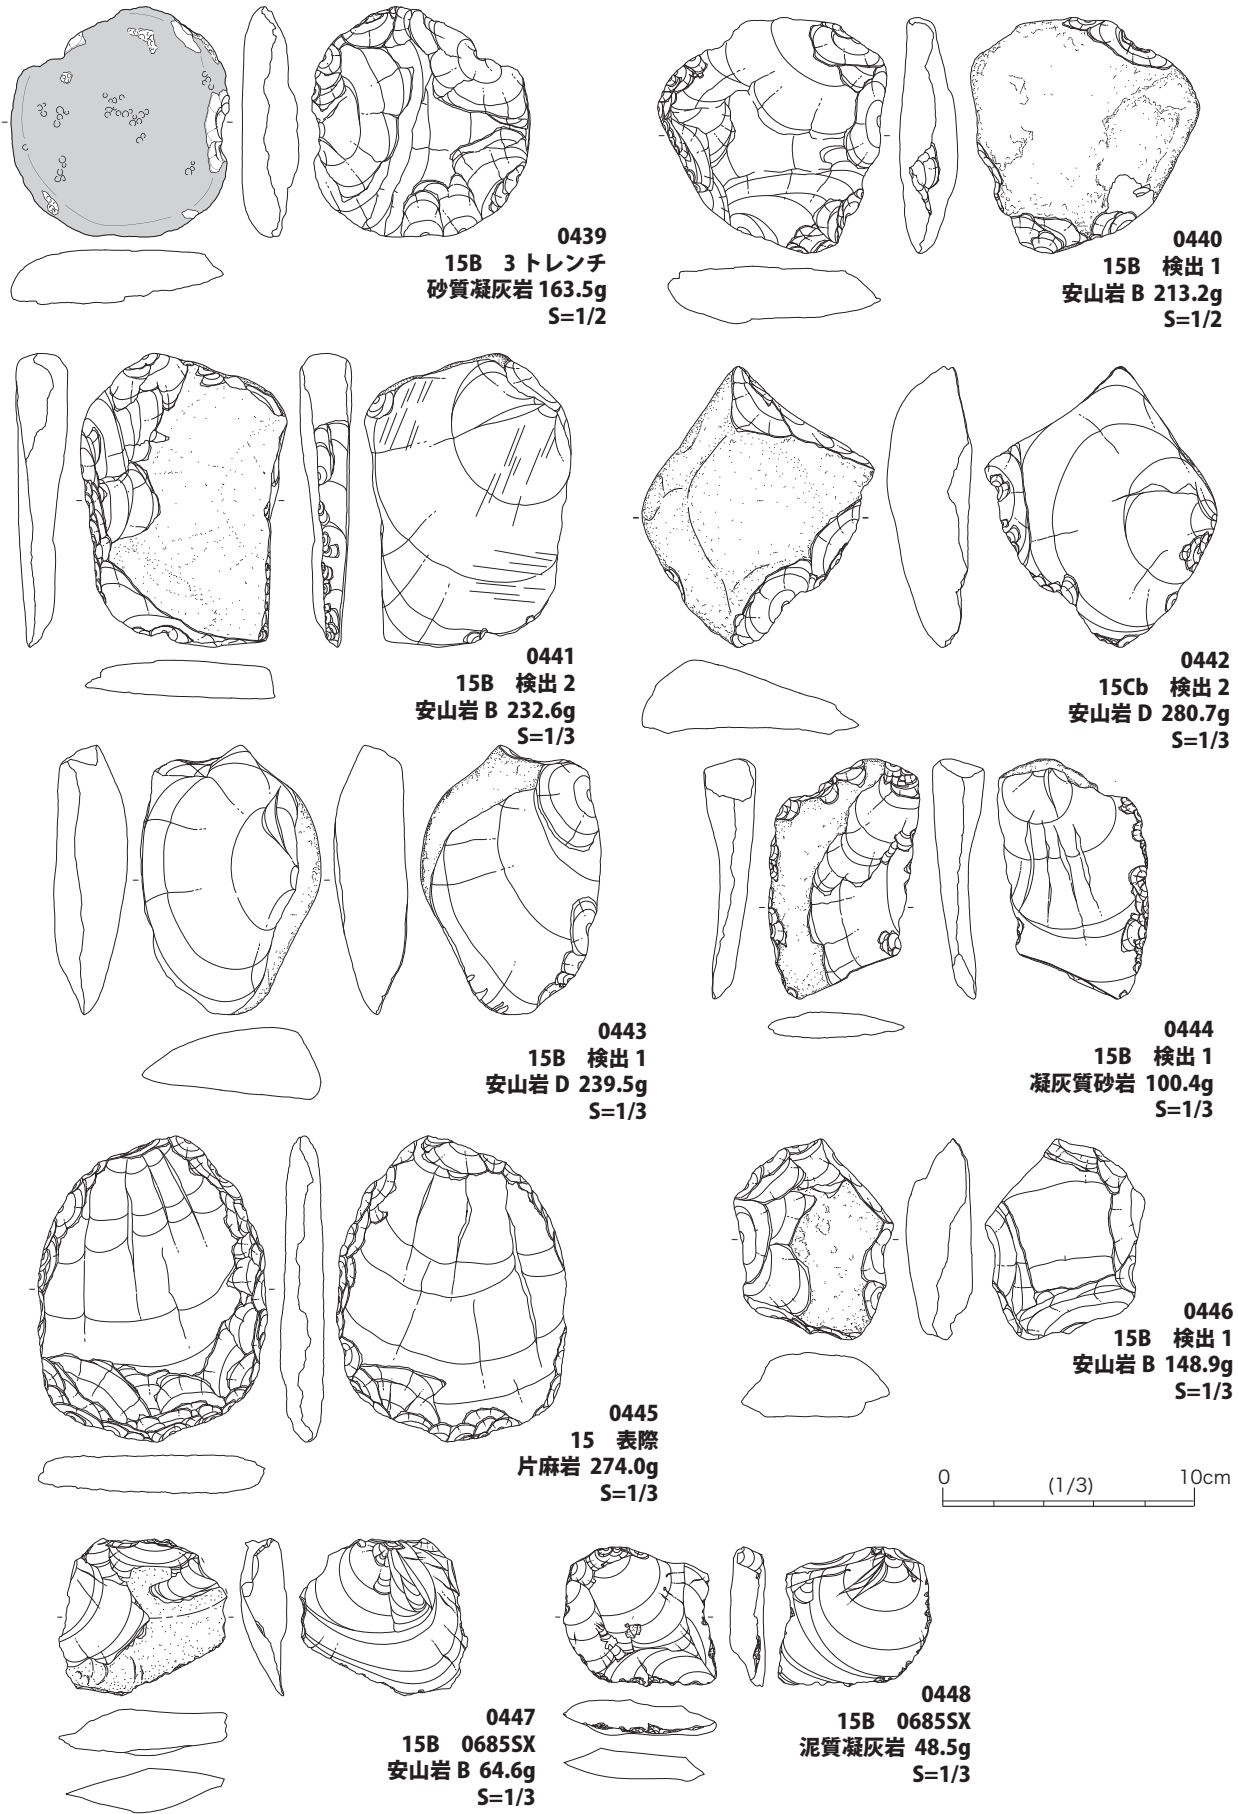 0439
15B　3 トレンチ
砂質凝灰岩 163.5g
S=1/2
0440
15B　検出 1
安山岩 B 213.2g
S=1/2
0441
15B　検出 2
安山岩 B 232.6g
S=1/3
0442
15Cb　検出 2
安山岩 D 280.7g
S=1/3
0443
15B　検出 1
安山岩 D 239.5g
S=1/3
0444
15B　検出 1
凝灰質砂岩 100.4g
S=1/3
0445
15　表際
片麻岩 274.0g
S=1/3
0446
15B　検出 1
安山岩 B 148.9g
S=1/3
0 (1/3) 10cm
0447
15B　0685SX
安山岩 B 64.6g
S=1/3
0448
15B　0685SX
泥質凝灰岩 48.5g
S=1/3